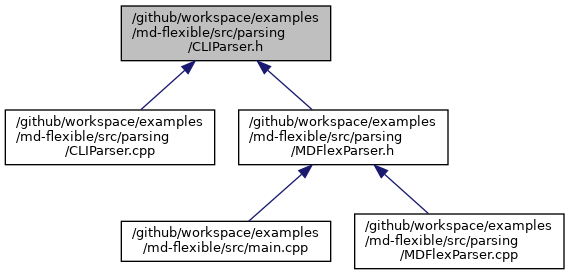 /github/workspace/examples
/md-flexible/src/parsing
/CLIParser.h
/github/workspace/examples
/md-flexible/src/parsing
/CLIParser.cpp
/github/workspace/examples
/md-flexible/src/parsing
/MDFlexParser.h
/github/workspace/examples
/md-flexible/src/main.cpp
/github/workspace/examples
/md-flexible/src/parsing
/MDFlexParser.cpp